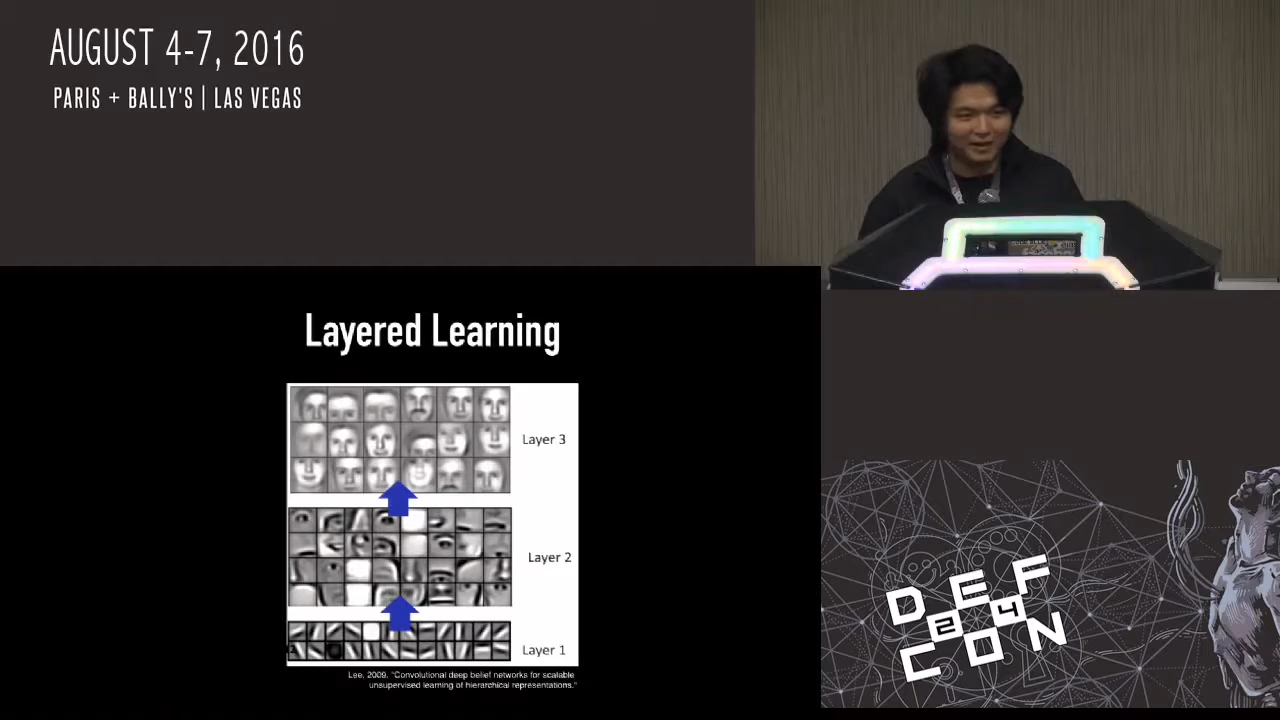 AUGUST 4-7, 2016
PARIS + BALLY'S | LAS VEGAS
Layered Learning
Layer 3
Layer 2
Layer 1
Lee, 2009. "Convolutional deep belief networks for scalable
unsupervised learning of hierarchical representations."
DEF
24
CON